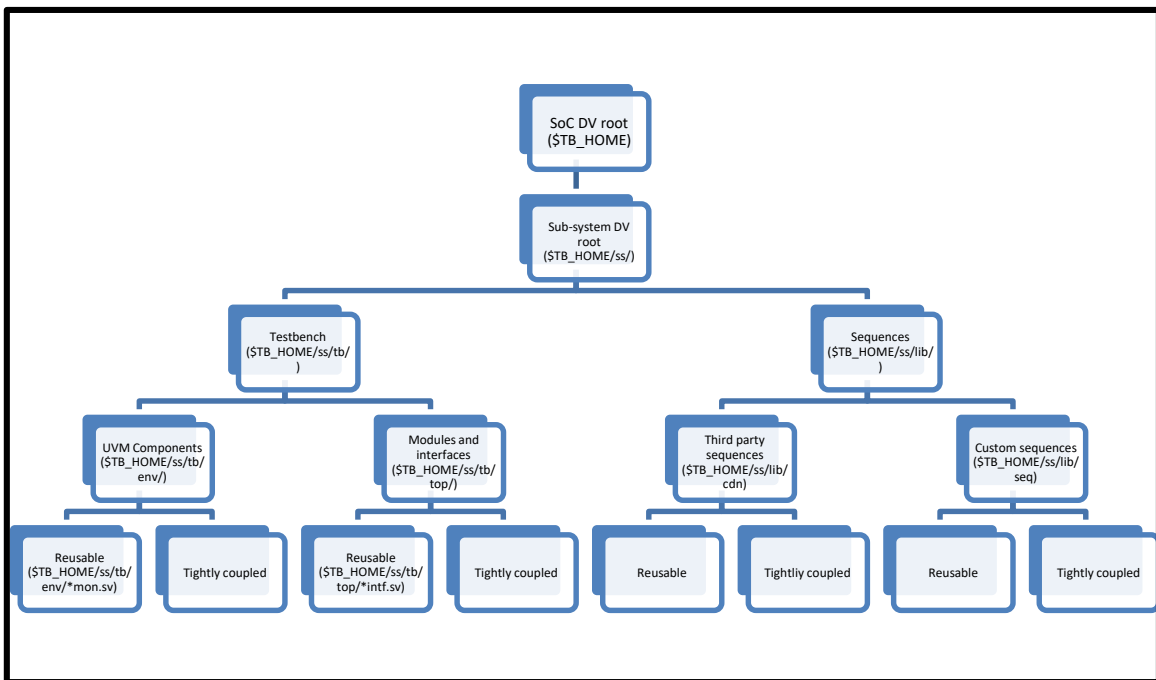 SoC DV root
($TB_HOME)
Sub-system DV
root
($TB_HOME/ss/)
Testbench
($TB_HOME/ss/tb/
)
Sequences
($TB_HOME/ss/lib/
)
UVM Components
($TB_HOME/ss/tb/
env/)
Modules and
interfaces
($TB_HOME/ss/tb/
top/)
Third party
sequences
($TB_HOME/ss/lib/
cdn)
Custom sequences
($TB_HOME/ss/lib/
seq)
Reusable
($TB_HOME/ss/tb/
env/*mon.sv)
Tightly coupled
Reusable
($TB_HOME/ss/tb/
top/*intf.sv)
Tightly coupled
Reusable
Tightliy coupled
Reusable
Tightly coupled